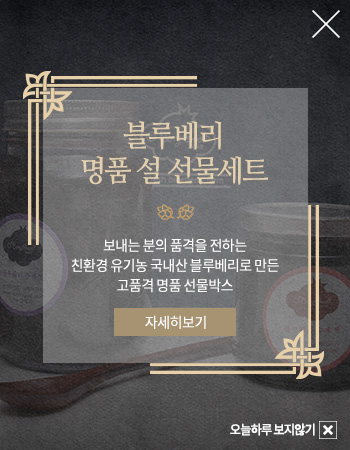 블루베리
명품 설 선물세트
보내는 분의 품격을 전하는
친환경 유기농 국내산 블루베리로 만든
고품격 명품 선물박스
자세히보기
오늘하루 보지않기